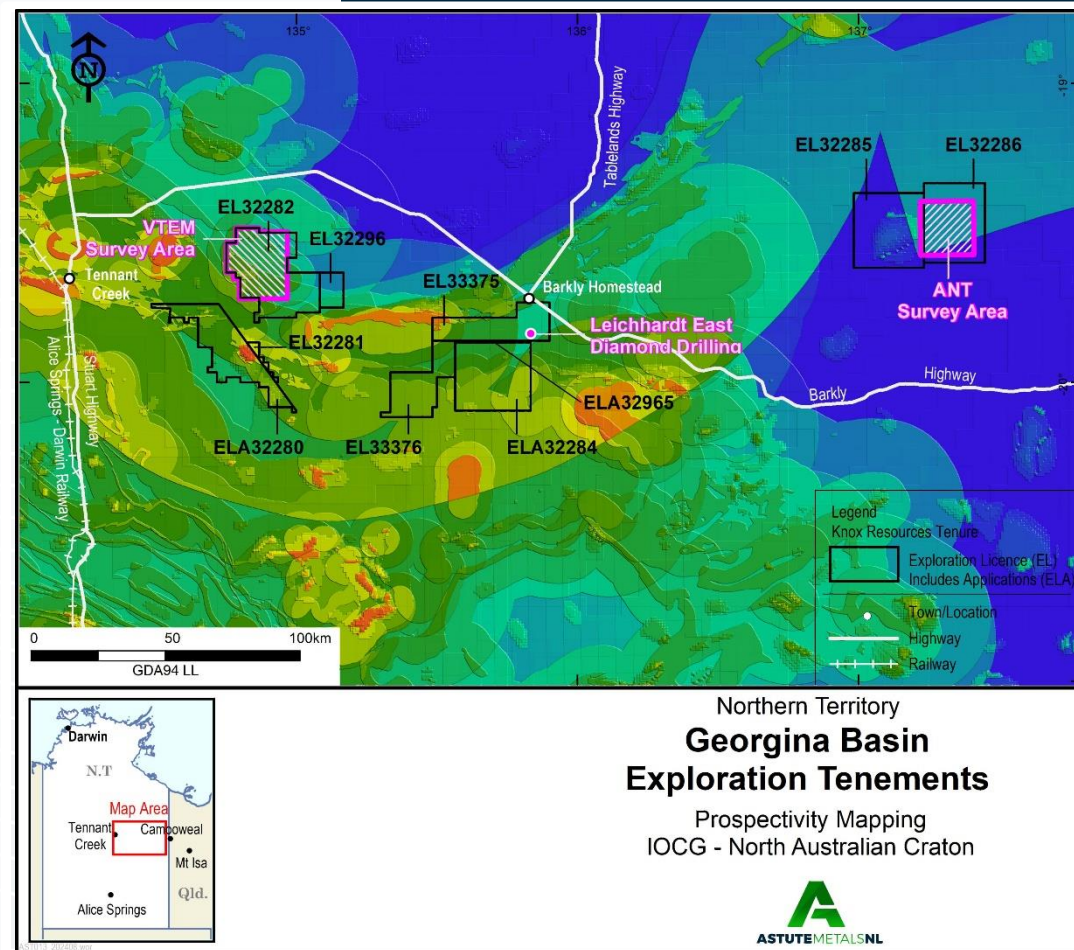 135°
136°
137°
-19°
N
EL32285
EL32286
Tablelands Highway
EL32282
VTEM
Survey Area
EL32296
Tennant
Creek
EL33375
Barkly Homestead
ANT
Survey Area
Leichhardt East
Diamond Drilling
EL32281
Stuart Highway
Alice Springs - Darwin Railway
Barkly
Highway
ELA32965
ELA32280
EL33376
ELA32284
Legend
Knox Resources Tenure
Exploration Licence (EL)
Includes Applications (ELA)
Town/Location
Highway
Railway
0 50 100km
GDA94 LL
Darwin
N.T
Map Area
Tennant
Creek
Camooweal
Mt Isa
Qld.
Alice Springs
Northern Territory
Georgina Basin
Exploration Tenements
Prospectivity Mapping
IOCG - North Australian Craton
ASTUTEMETALSNL